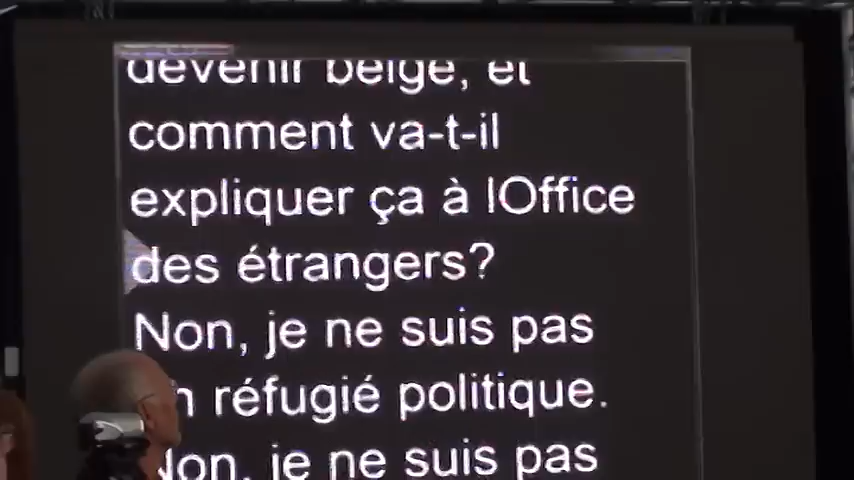 devenir belge, et
comment va-t-il
expliquer ça à lOffice
des étrangers?
Non, je ne suis pas
réfugié politique.
Non, je ne suis pas